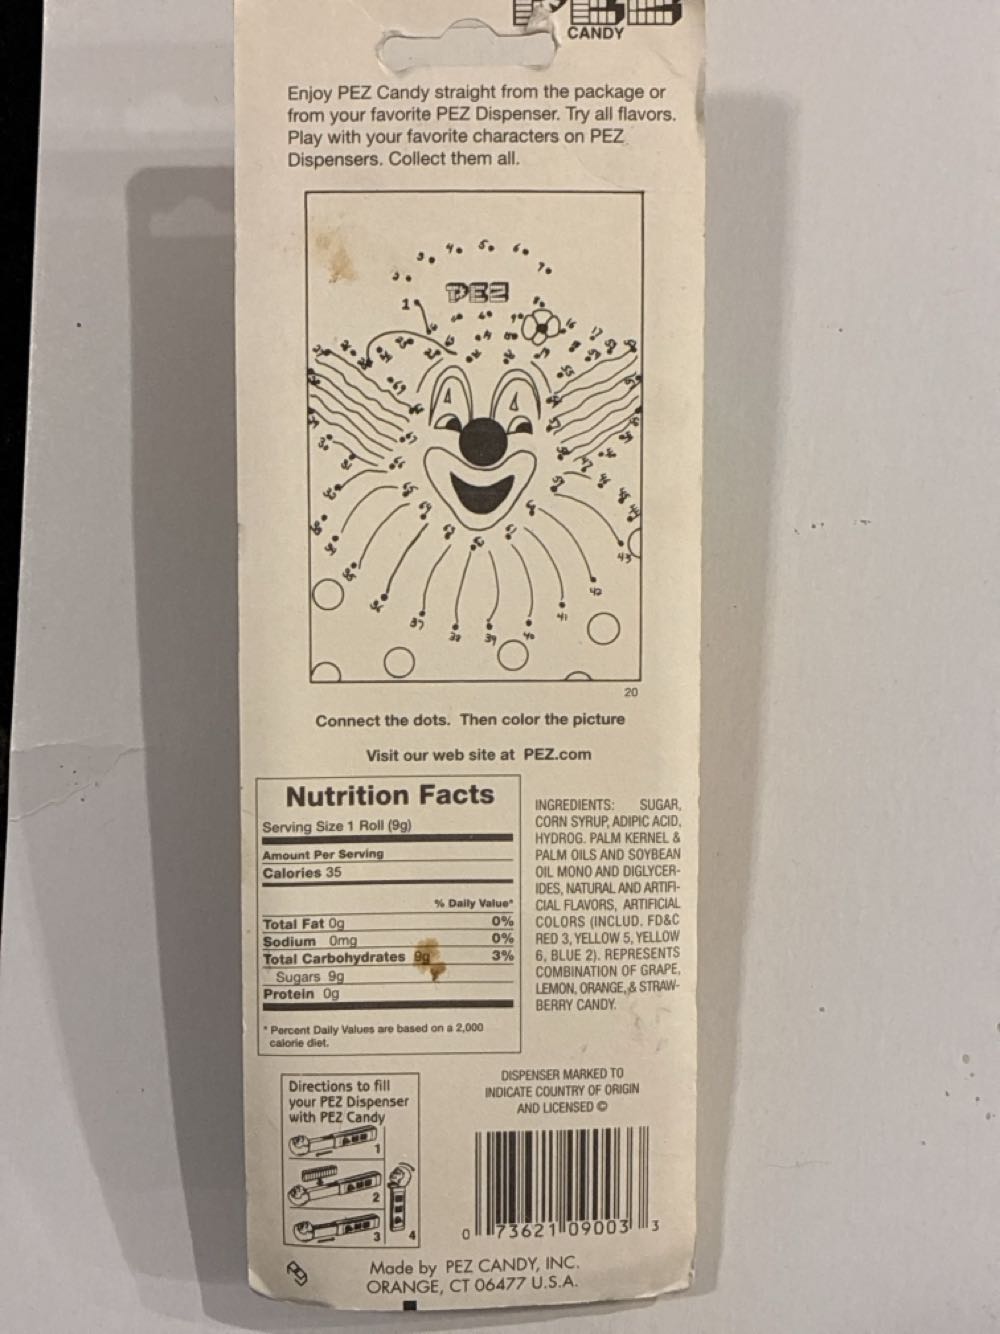 PEZ
CANDY
Enjoy PEZ Candy straight from the package or
from your favorite PEZ Dispenser. Try all flavors.
Play with your favorite characters on PEZ
Dispensers. Collect them all.
PEZ
20
Connect the dots. Then color the picture
Visit our web site at PEZ.com
Nutrition Facts
Serving Size 1 Roll (9g)
Amount Per Serving
Calories 35
% Daily Value*
Total Fat 0g 0%
Sodium 0mg 0%
Total Carbohydrates 9g 3%
Sugars 9g
Protein 0g
* Percent Daily Values are based on a 2,000
calorie diet.
INGREDIENTS: SUGAR,
CORN SYRUP, ADIPIC ACID,
HYDROG. PALM KERNEL &
PALM OILS AND SOYBEAN
OIL MONO AND DIGLYCER-
IDES, NATURAL AND ARTIFI-
CIAL FLAVORS, ARTIFICIAL
COLORS (INCLUD. FD&C
RED 3, YELLOW 5, YELLOW
6, BLUE 2). REPRESENTS
COMBINATION OF GRAPE,
LEMON, ORANGE, & STRAW-
BERRY CANDY.
Directions to fill
your PEZ Dispenser
with PEZ Candy
1
2
3
4
DISPENSER MARKED TO
INDICATE COUNTRY OF ORIGIN
AND LICENSED ©
0 73621 09003 3
Made by PEZ CANDY, INC.
ORANGE, CT 06477 U.S.A.